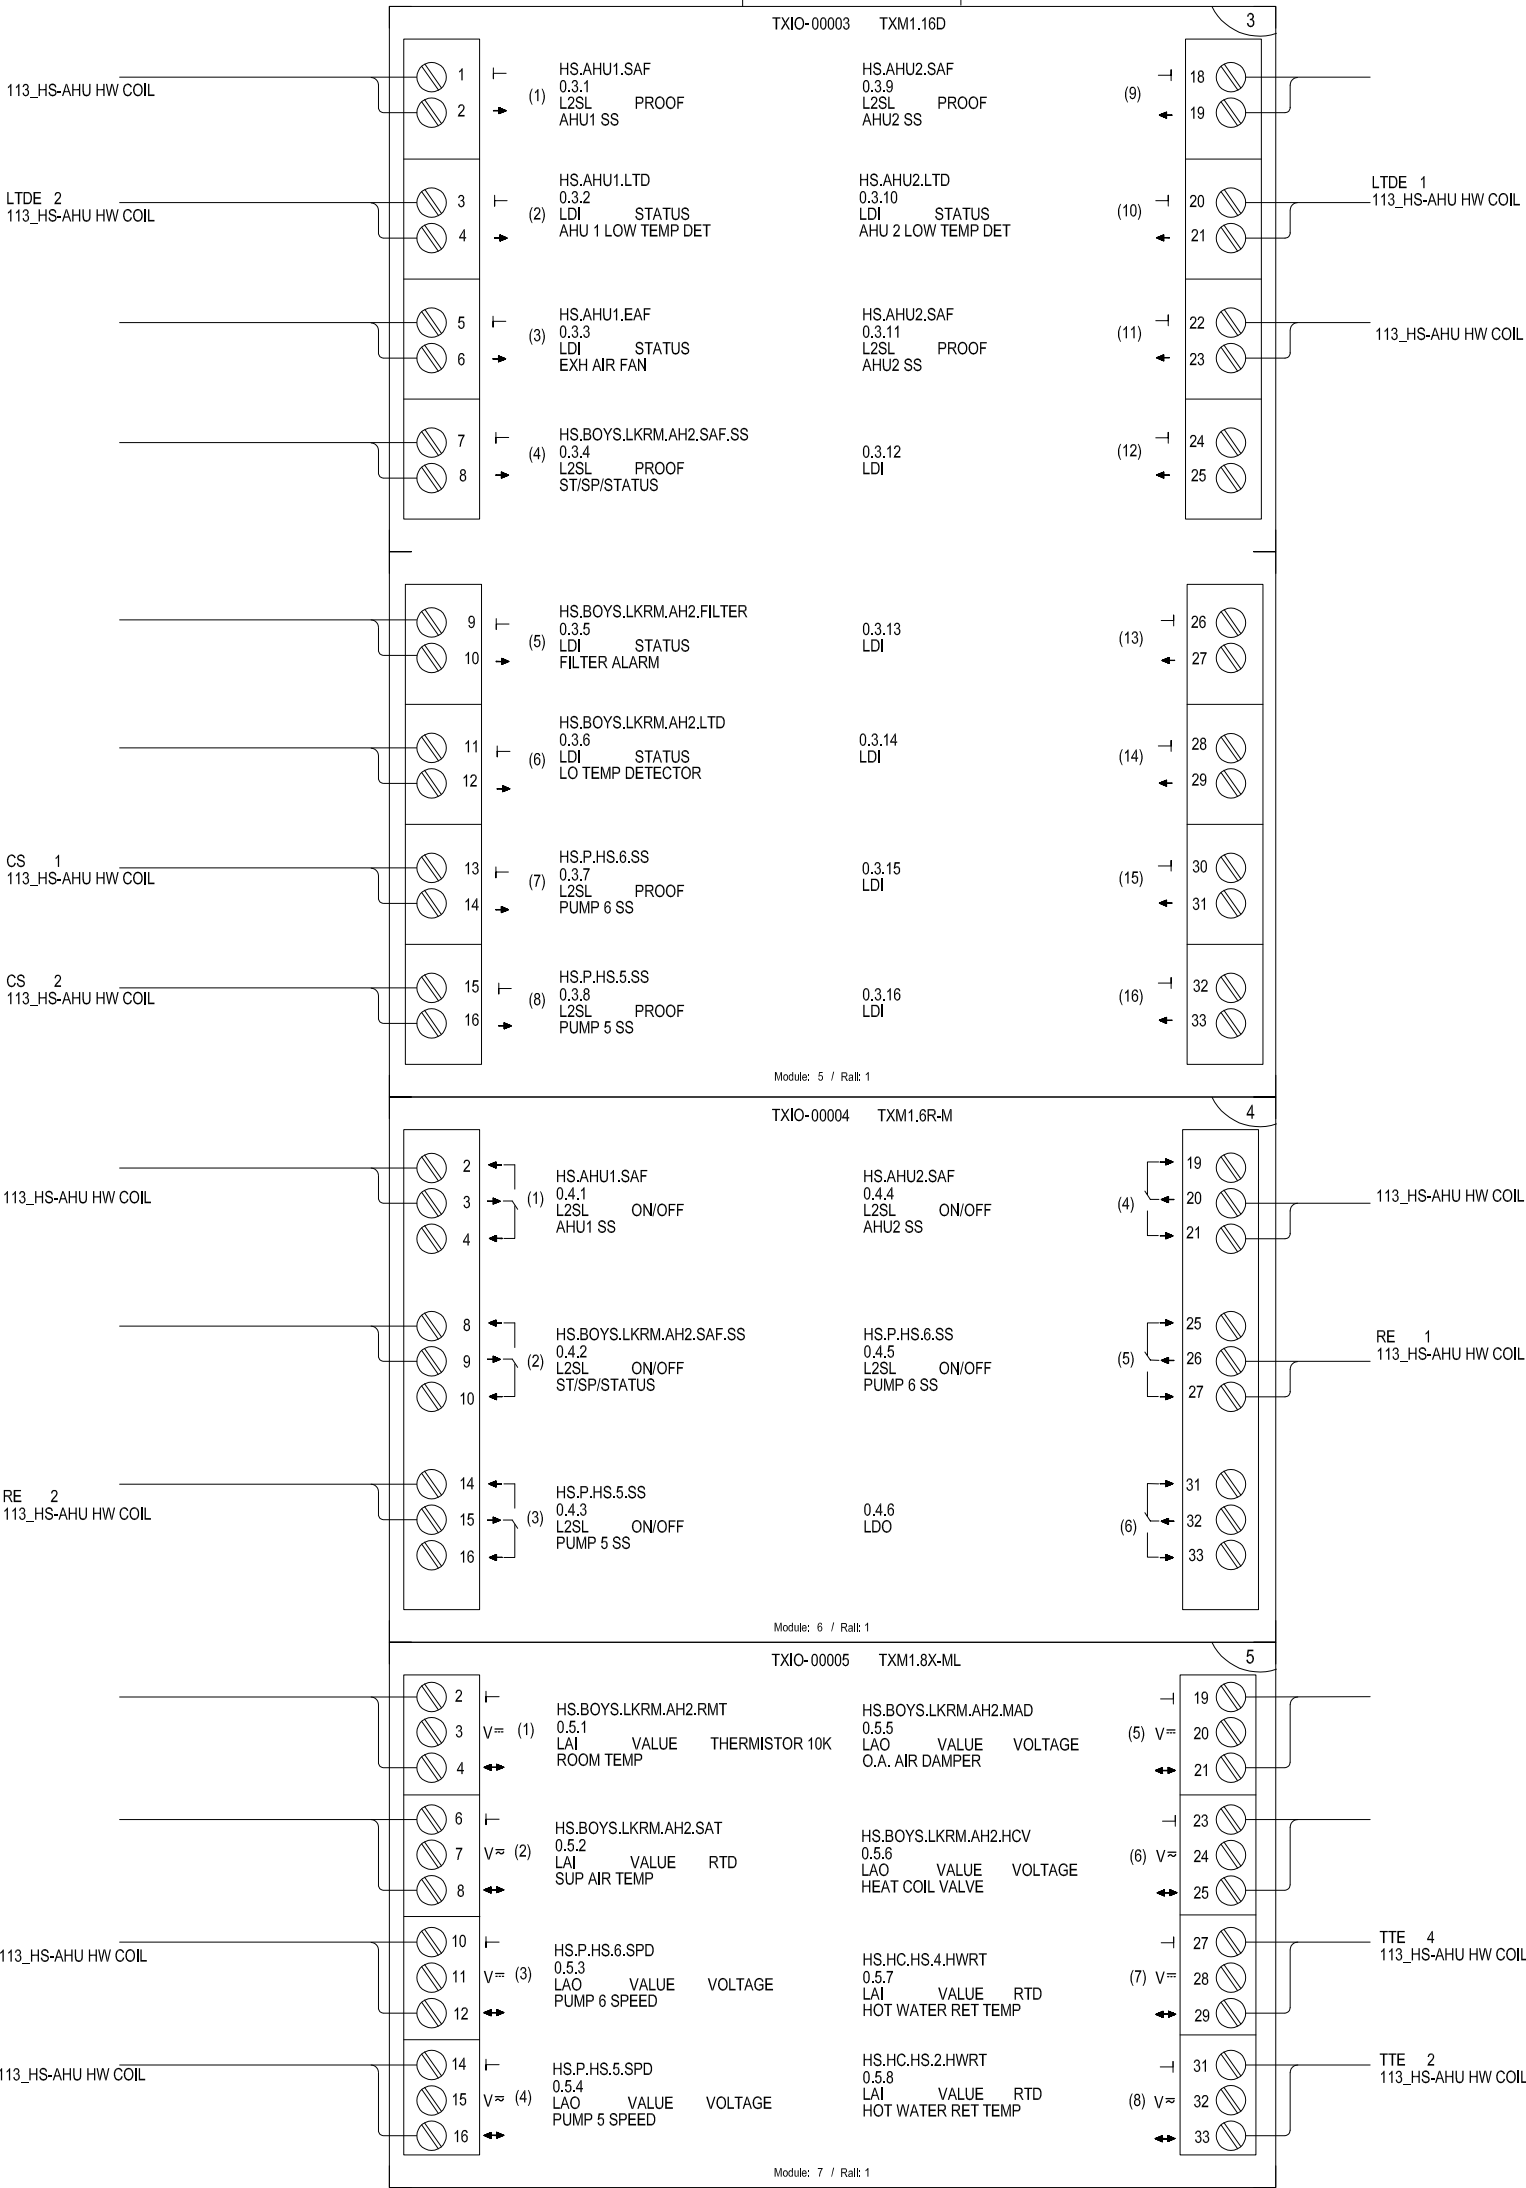 TXIO-00003 TXM1.16D 3
113_HS-AHU HW COIL
1
2
(1)
HS.AHU1.SAF
0.3.1
L2SL PROOF
AHU1 SS
HS.AHU2.SAF
0.3.9
L2SL PROOF
AHU2 SS
(9)
18
19
LTDE 2
113_HS-AHU HW COIL
3
4
(2)
HS.AHU1.LTD
0.3.2
LDI STATUS
AHU 1 LOW TEMP DET
HS.AHU2.LTD
0.3.10
LDI STATUS
AHU 2 LOW TEMP DET
(10)
20
21
LTDE 1
113_HS-AHU HW COIL
5
6
(3)
HS.AHU1.EAF
0.3.3
LDI STATUS
EXH AIR FAN
HS.AHU2.SAF
0.3.11
L2SL PROOF
AHU2 SS
(11)
22
23
113_HS-AHU HW COIL
7
8
(4)
HS.BOYS.LKRM.AH2.SAF.SS
0.3.4
L2SL PROOF
ST/SP/STATUS
0.3.12
LDI
(12)
24
25
9
10
(5)
HS.BOYS.LKRM.AH2.FILTER
0.3.5
LDI STATUS
FILTER ALARM
0.3.13
LDI
(13)
26
27
11
12
(6)
HS.BOYS.LKRM.AH2.LTD
0.3.6
LDI STATUS
LO TEMP DETECTOR
0.3.14
LDI
(14)
28
29
CS 1
113_HS-AHU HW COIL
13
14
(7)
HS.P.HS.6.SS
0.3.7
L2SL PROOF
PUMP 6 SS
0.3.15
LDI
(15)
30
31
CS 2
113_HS-AHU HW COIL
15
16
(8)
HS.P.HS.5.SS
0.3.8
L2SL PROOF
PUMP 5 SS
0.3.16
LDI
(16)
32
33
Module: 5 / Rail: 1
TXIO-00004 TXM1.6R-M 4
113_HS-AHU HW COIL
2
3
4
(1)
HS.AHU1.SAF
0.4.1
L2SL ON/OFF
AHU1 SS
HS.AHU2.SAF
0.4.4
L2SL ON/OFF
AHU2 SS
(4)
19
20
21
113_HS-AHU HW COIL
8
9
10
(2)
HS.BOYS.LKRM.AH2.SAF.SS
0.4.2
L2SL ON/OFF
ST/SP/STATUS
HS.P.HS.6.SS
0.4.5
L2SL ON/OFF
PUMP 6 SS
(5)
25
26
27
RE 1
113_HS-AHU HW COIL
RE 2
113_HS-AHU HW COIL
14
15
16
(3)
HS.P.HS.5.SS
0.4.3
L2SL ON/OFF
PUMP 5 SS
0.4.6
LDO
(6)
31
32
33
Module: 6 / Rail: 1
TXIO-00005 TXM1.8X-ML 5
2
3 V
4
(1)
HS.BOYS.LKRM.AH2.RMT
0.5.1
LAI VALUE THERMISTOR 10K
ROOM TEMP
HS.BOYS.LKRM.AH2.MAD
0.5.5
LAO VALUE VOLTAGE
O.A. AIR DAMPER
(5)
19
V 20
21
6
7 V
8
(2)
HS.BOYS.LKRM.AH2.SAT
0.5.2
LAI VALUE RTD
SUP AIR TEMP
HS.BOYS.LKRM.AH2.HCV
0.5.6
LAO VALUE VOLTAGE
HEAT COIL VALVE
(6)
23
V 24
25
113_HS-AHU HW COIL
10
11 V
12
(3)
HS.P.HS.6.SPD
0.5.3
LAO VALUE VOLTAGE
PUMP 6 SPEED
HS.HC.HS.4.HWRT
0.5.7
LAI VALUE RTD
HOT WATER RET TEMP
(7)
27
V 28
29
TTE 4
113_HS-AHU HW COIL
113_HS-AHU HW COIL
14
15 V
16
(4)
HS.P.HS.5.SPD
0.5.4
LAO VALUE VOLTAGE
PUMP 5 SPEED
HS.HC.HS.2.HWRT
0.5.8
LAI VALUE RTD
HOT WATER RET TEMP
(8)
31
V 32
33
TTE 2
113_HS-AHU HW COIL
Module: 7 / Rail: 1